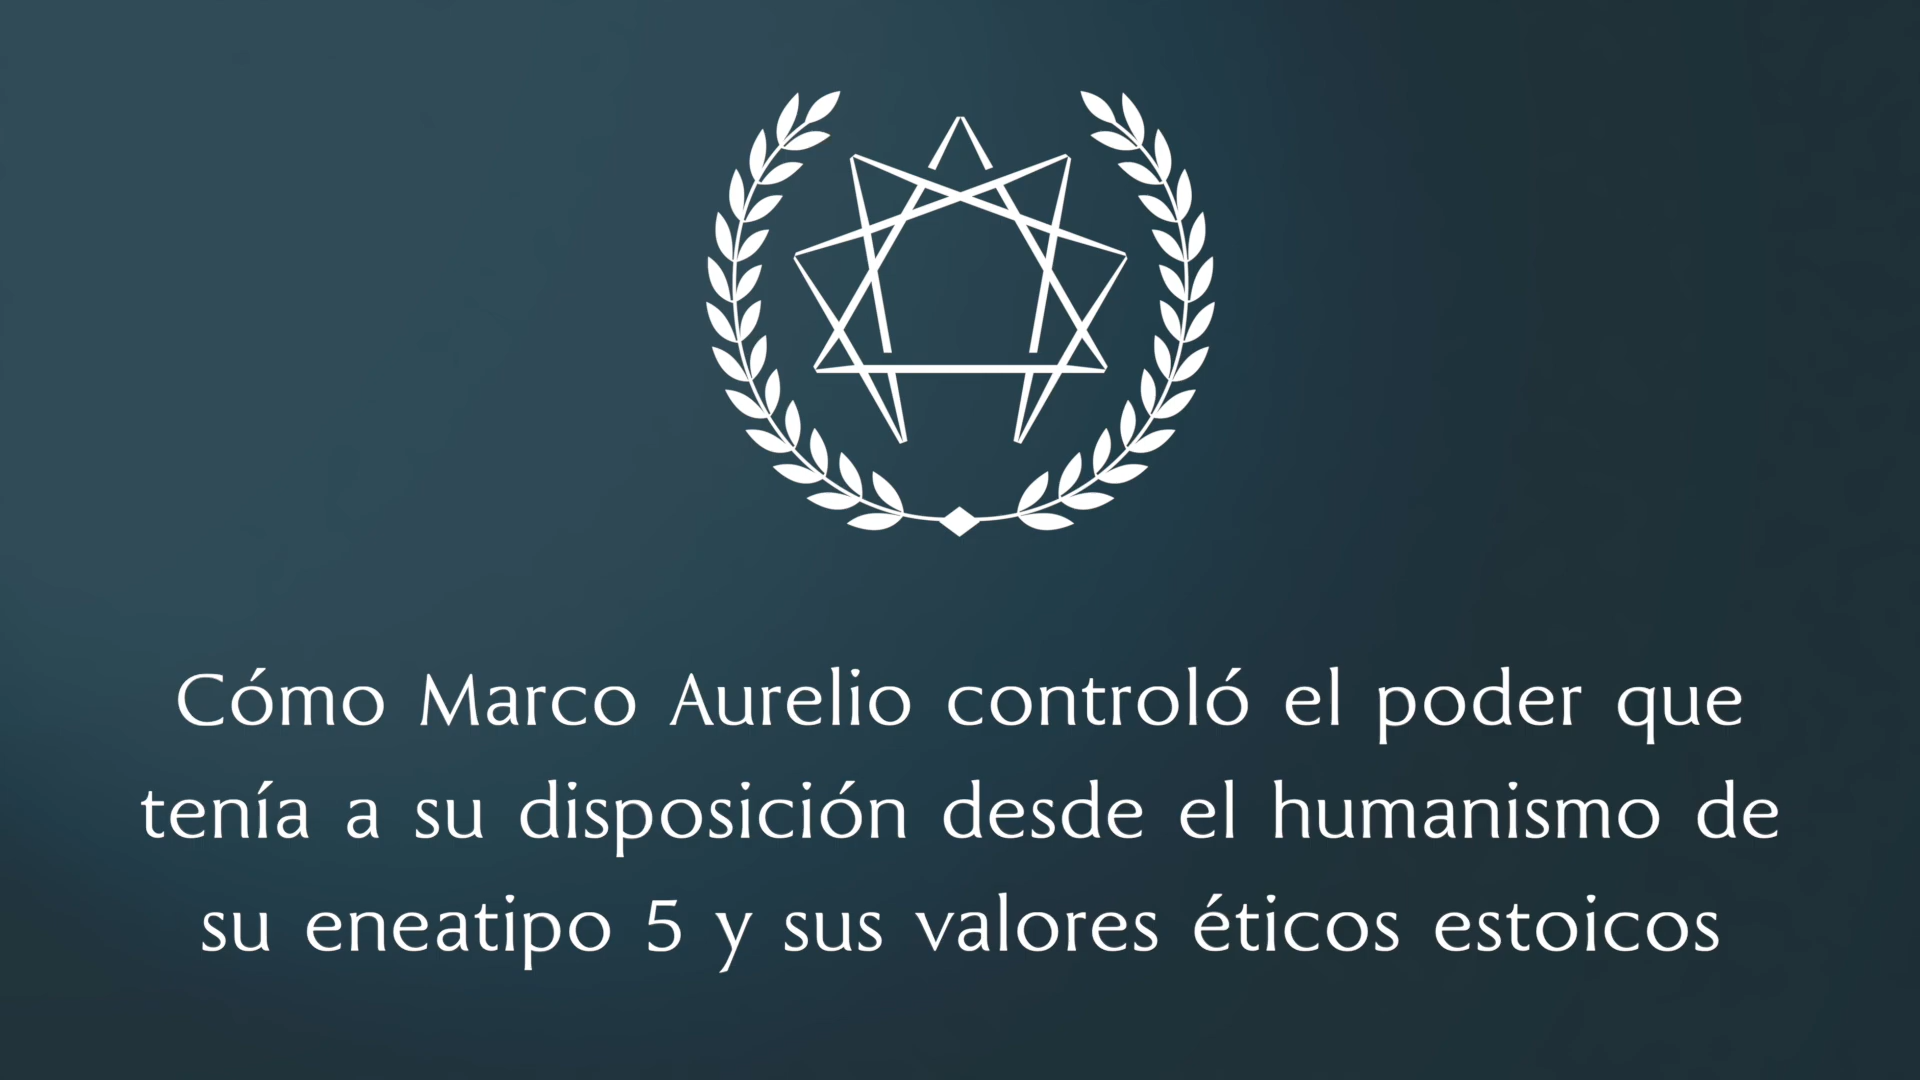 Cómo Marco Aurelio controló el poder que
tenía a su disposición desde el humanismo de
su eneatipo 5 y sus valores éticos estoicos